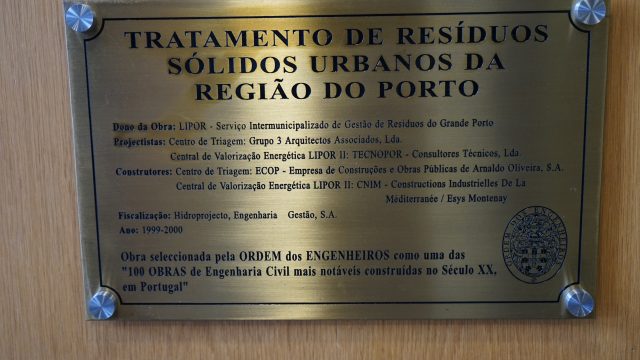 TRATAMENTO DE RESÍDUOS
SÓLIDOS URBANOS DA
REGIÃO DO PORTO
Dono da Obra: LIPOR - Serviço Intermunicipalizado de Gestão de Resíduos do Grande Porto
Projectistas: Centro de Triagem: Grupo 3 Arquitectos Associados, Lda.
Central de Valorização Energética LIPOR II: TECNOPOR - Consultores Técnicos, Lda.
Construtores: Centro de Triagem: ECOP - Empresa de Construções e Obras Públicas de Arnaldo Oliveira, S.A.
Central de Valorização Energética LIPOR II: CNIM - Constructions Industrielles De La
Méditerranée / Esys Montenay
Fiscalização: Hidroprojecto, Engenharia Gestão, S.A.
Ano: 1999-2000
Obra seleccionada pela ORDEM dos ENGENHEIROS como uma das
"100 OBRAS de Engenharia Civil mais notáveis construídas no Século XX,
em Portugal"